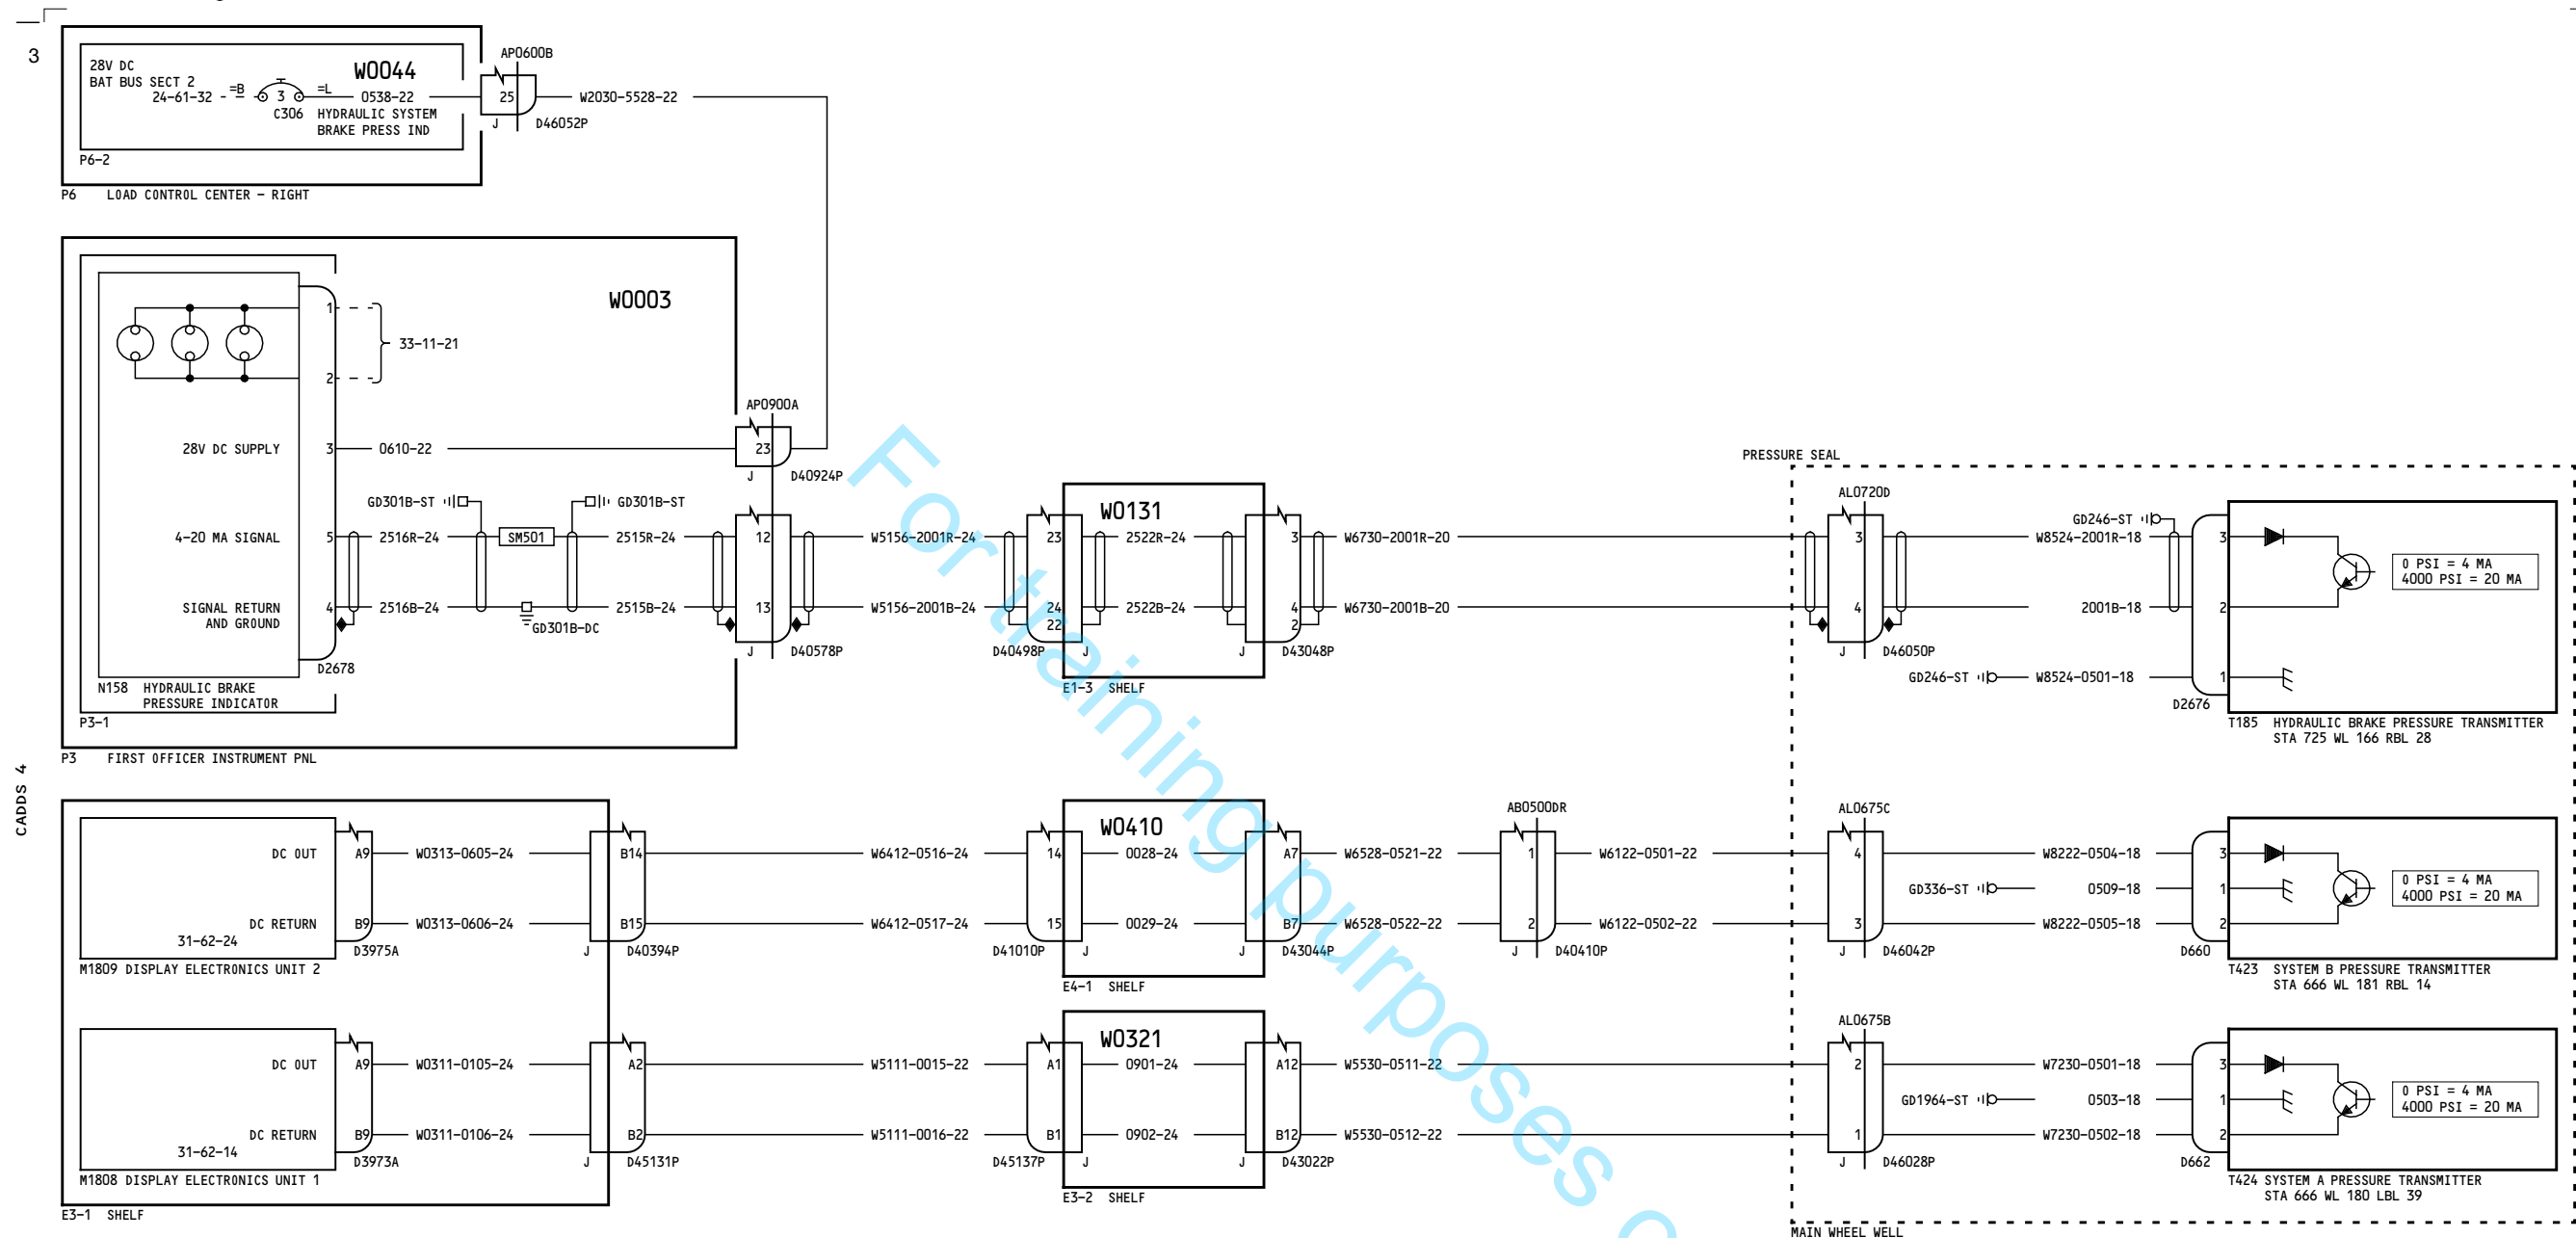 3
CADDS 4
28V DC
BAT BUS SECT 2
24-61-32
=B
3
C306
=L
W0044
0538-22
HYDRAULIC SYSTEM
BRAKE PRESS IND
P6-2
P6 LOAD CONTROL CENTER - RIGHT
AP0600B
25
J
D46052P
W2030-5528-22
W0003
1
2
33-11-21
28V DC SUPPLY
3
0610-22
AP0900A
23
J
D40924P
4-20 MA SIGNAL
5
SIGNAL RETURN
AND GROUND
4
GD301B-ST
GD301B-ST
2516R-24
SM501
2515R-24
12
2516B-24
GD301B-DC
2515B-24
13
J
D40578P
D2678
N158 HYDRAULIC BRAKE
PRESSURE INDICATOR
P3-1
P3 FIRST OFFICER INSTRUMENT PNL
W5156-2001R-24
W5156-2001B-24
23
24
22
D40498P
J
W0131
2522R-24
2522B-24
3
4
2
J
D43048P
E1-3 SHELF
W6730-2001R-20
W6730-2001B-20
PRESSURE SEAL
AL0720D
3
4
J
D46050P
GD246-ST
W8524-2001R-18
2001B-18
GD246-ST
W8524-0501-18
3
2
1
D2676
0 PSI = 4 MA
4000 PSI = 20 MA
T185 HYDRAULIC BRAKE PRESSURE TRANSMITTER
STA 725 WL 166 RBL 28
DC OUT
A9
W0313-0605-24
B14
DC RETURN
B9
W0313-0606-24
B15
31-62-24
D3975A
J
D40394P
M1809 DISPLAY ELECTRONICS UNIT 2
W6412-0516-24
W6412-0517-24
14
15
D41010P
J
W0410
0028-24
0029-24
A7
B7
J
D43044P
E4-1 SHELF
W6528-0521-22
W6528-0522-22
AB0500DR
1
2
J
D40410P
W6122-0501-22
W6122-0502-22
AL0675C
4
3
J
D46042P
W8222-0504-18
GD336-ST
0509-18
W8222-0505-18
3
1
2
D660
0 PSI = 4 MA
4000 PSI = 20 MA
T423 SYSTEM B PRESSURE TRANSMITTER
STA 666 WL 181 RBL 14
DC OUT
A9
W0311-0105-24
A2
DC RETURN
B9
W0311-0106-24
B2
31-62-14
D3973A
J
D45131P
M1808 DISPLAY ELECTRONICS UNIT 1
E3-1 SHELF
W5111-0015-22
W5111-0016-22
A1
B1
D45137P
J
W0321
0901-24
0902-24
A12
B12
J
D43022P
E3-2 SHELF
W5530-0511-22
W5530-0512-22
AL0675B
2
1
J
D46028P
W7230-0501-18
GD1964-ST
0503-18
W7230-0502-18
3
1
2
D662
0 PSI = 4 MA
4000 PSI = 20 MA
T424 SYSTEM A PRESSURE TRANSMITTER
STA 666 WL 180 LBL 39
MAIN WHEEL WELL
For training purposes